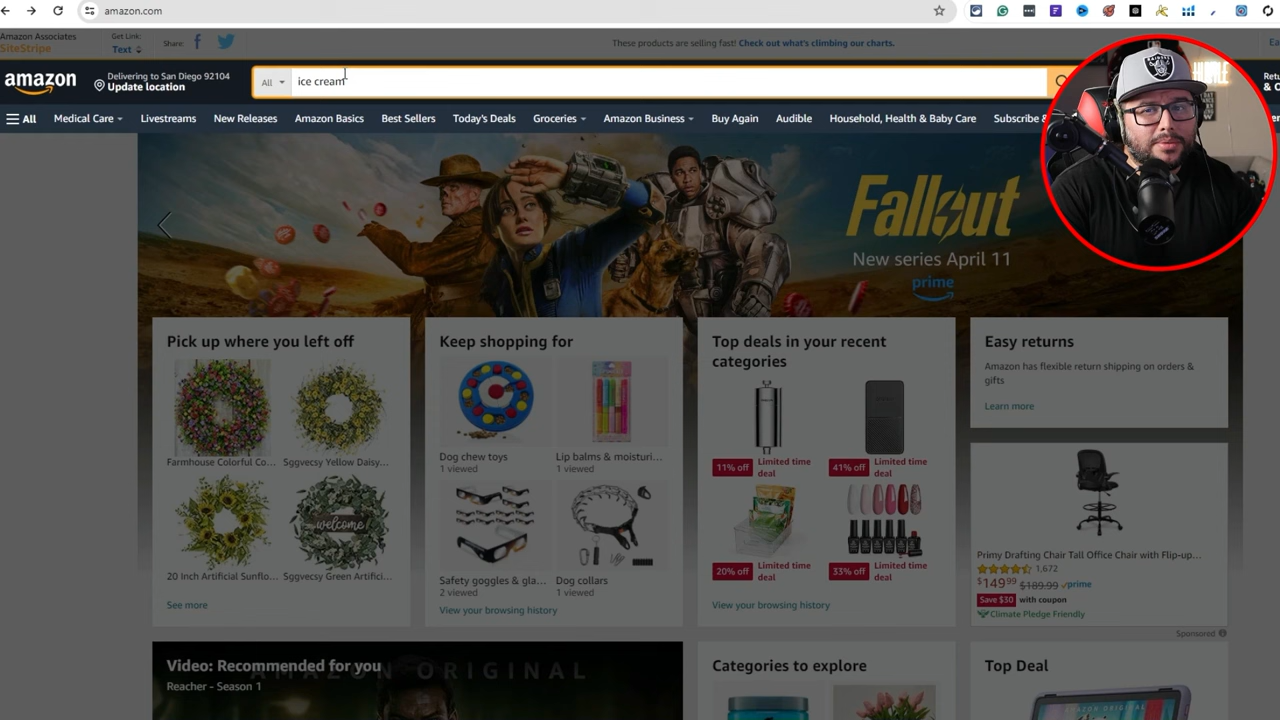 amazon.com
Amazon Associates
SiteStripe
Get Link:
Text
Share:
These products are selling fast! Check out what's climbing our charts.
amazon
Delivering to San Diego 92104
Update location
All
ice cream
All
Medical Care
Livestreams
New Releases
Amazon Basics
Best Sellers
Today's Deals
Groceries
Amazon Business
Buy Again
Audible
Household, Health & Baby Care
Subscribe &
Fallout
New series April 11
prime
Pick up where you left off
Farmhouse Colorful Co...
Sggvecsy Yellow Daisy...
welcome
20 Inch Artificial Sunflo...
Sggvecsy Green Artifici...
See more
Keep shopping for
Dog chew toys
1 viewed
Lip balms & moisturi...
1 viewed
Safety goggles & gla...
2 viewed
Dog collars
1 viewed
View your browsing history
Top deals in your recent
categories
11% off
Limited time
deal
41% off
Limited time
deal
20% off
Limited time
deal
33% off
Limited time
deal
View your browsing history
Easy returns
Amazon has flexible return shipping on orders &
gifts
Learn more
Primy Drafting Chair Tall Office Chair with Flip-up...
1,672
$149.99 $189.99 prime
Save $30 with coupon
Climate Pledge Friendly
Sponsored
Video: Recommended for you
AMAZON ORIGINAL
Reacher - Season 1
Categories to explore
Top Deal